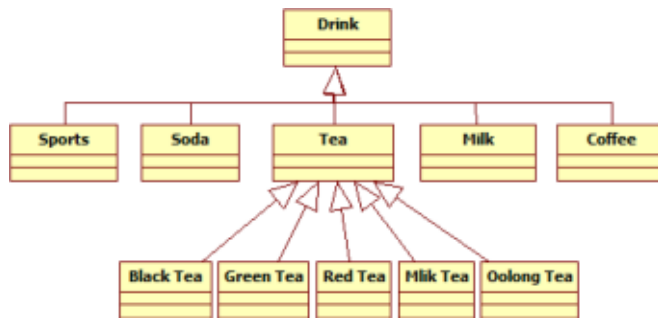 Drink
Sports
Soda
Tea
Milk
Coffee
Black Tea
Green Tea
Red Tea
Mlik Tea
Oolong Tea